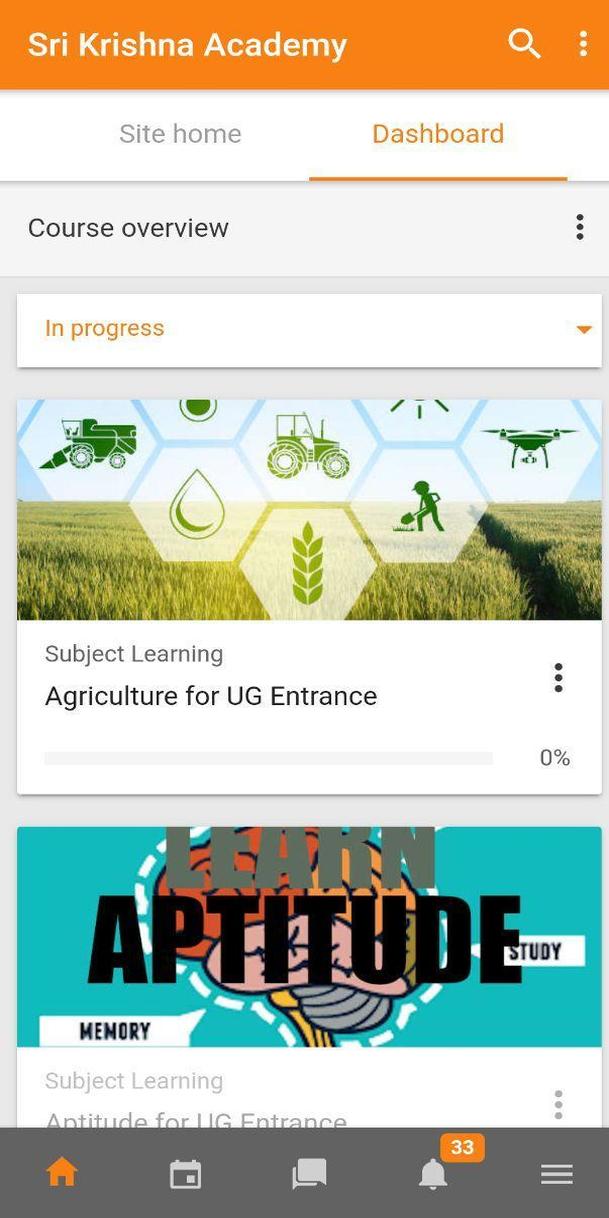 Sri Krishna Academy
Site home
Dashboard
Course overview
In progress
Subject Learning
Agriculture for UG Entrance
0%
LEARN
APTITUDE
STUDY
MEMORY
Subject Learning
Aptitude for UG Entrance
33